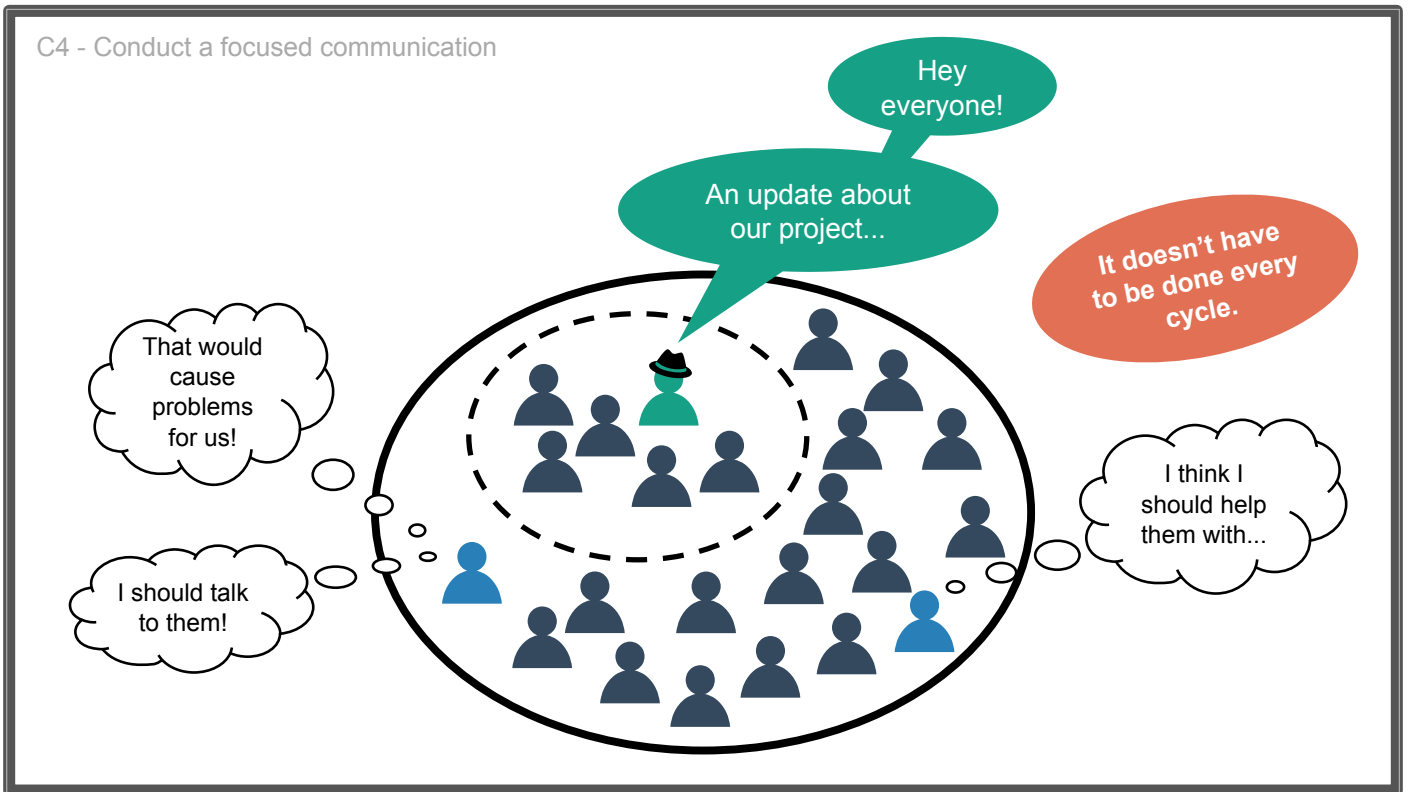 C4 - Conduct a focused communication
Hey
everyone!
An update about
our project...
It doesn’t have
to be done every
cycle.
That would
cause
problems
for us!
I should talk
to them!
I think I
should help
them with...